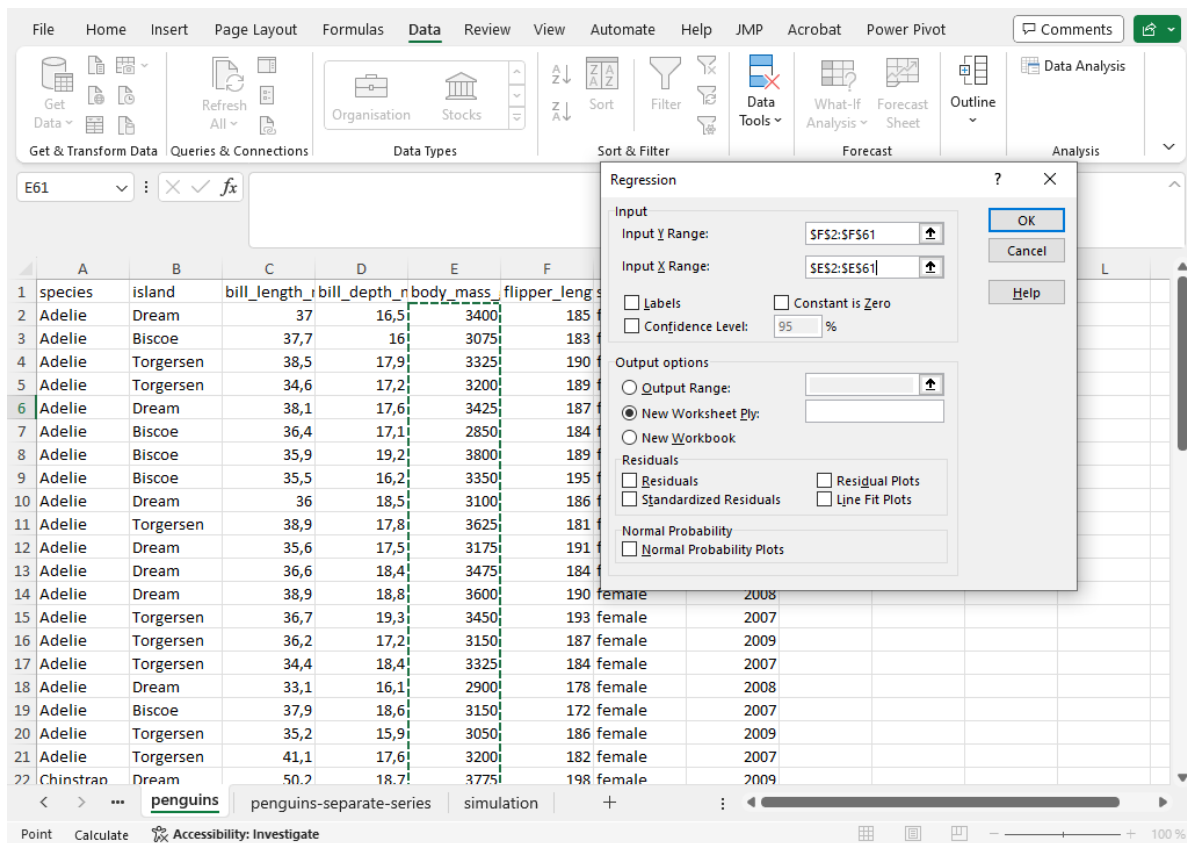 File Home Insert Page Layout Formulas Data Review View Automate Help JMP Acrobat Power Pivot Comments
Get Data
Refresh All
Organisation Stocks
Sort Filter
Data Tools
What-If Analysis
Forecast Sheet
Outline
Data Analysis
Get & Transform Data Queries & Connections Data Types Sort & Filter Forecast Analysis
E61 fx
Regression ? X
Input
Input Y Range: $F$2:$F$61
Input X Range: $E$2:$E$61
Labels Constant is Zero
Confidence Level: 95 %
OK
Cancel
Help
Output options
Output Range:
New Worksheet Ply:
New Workbook
Residuals
Residuals Residual Plots
Standardized Residuals Line Fit Plots
Normal Probability
Normal Probability Plots
A B C D E F L
1 species island bill_length_ bill_depth_ body_mass_ flipper_leng
2 Adelie Dream 37 16,5 3400 185 f
3 Adelie Biscoe 37,7 16 3075 183 f
4 Adelie Torgersen 38,5 17,9 3325 190 f
5 Adelie Torgersen 34,6 17,2 3200 189 f
6 Adelie Dream 38,1 17,6 3425 187 f
7 Adelie Biscoe 36,4 17,1 2850 184 f
8 Adelie Biscoe 35,9 19,2 3800 189 f
9 Adelie Biscoe 35,5 16,2 3350 195 f
10 Adelie Dream 36 18,5 3100 186 f
11 Adelie Torgersen 38,9 17,8 3625 181 f
12 Adelie Dream 35,6 17,5 3175 191 f
13 Adelie Dream 36,6 18,4 3475 184 f
14 Adelie Dream 38,9 18,8 3600 190 female 2008
15 Adelie Torgersen 36,7 19,3 3450 193 female 2007
16 Adelie Torgersen 36,2 17,2 3150 187 female 2009
17 Adelie Torgersen 34,4 18,4 3325 184 female 2007
18 Adelie Dream 33,1 16,1 2900 178 female 2008
19 Adelie Biscoe 37,9 18,6 3150 172 female 2007
20 Adelie Torgersen 35,2 15,9 3050 186 female 2009
21 Adelie Torgersen 41,1 17,6 3200 182 female 2007
22 Chinstrap Dream 50,2 18,7 3775 198 female 2009
penguins penguins-separate-series simulation
Point Calculate Accessibility: Investigate 100 %